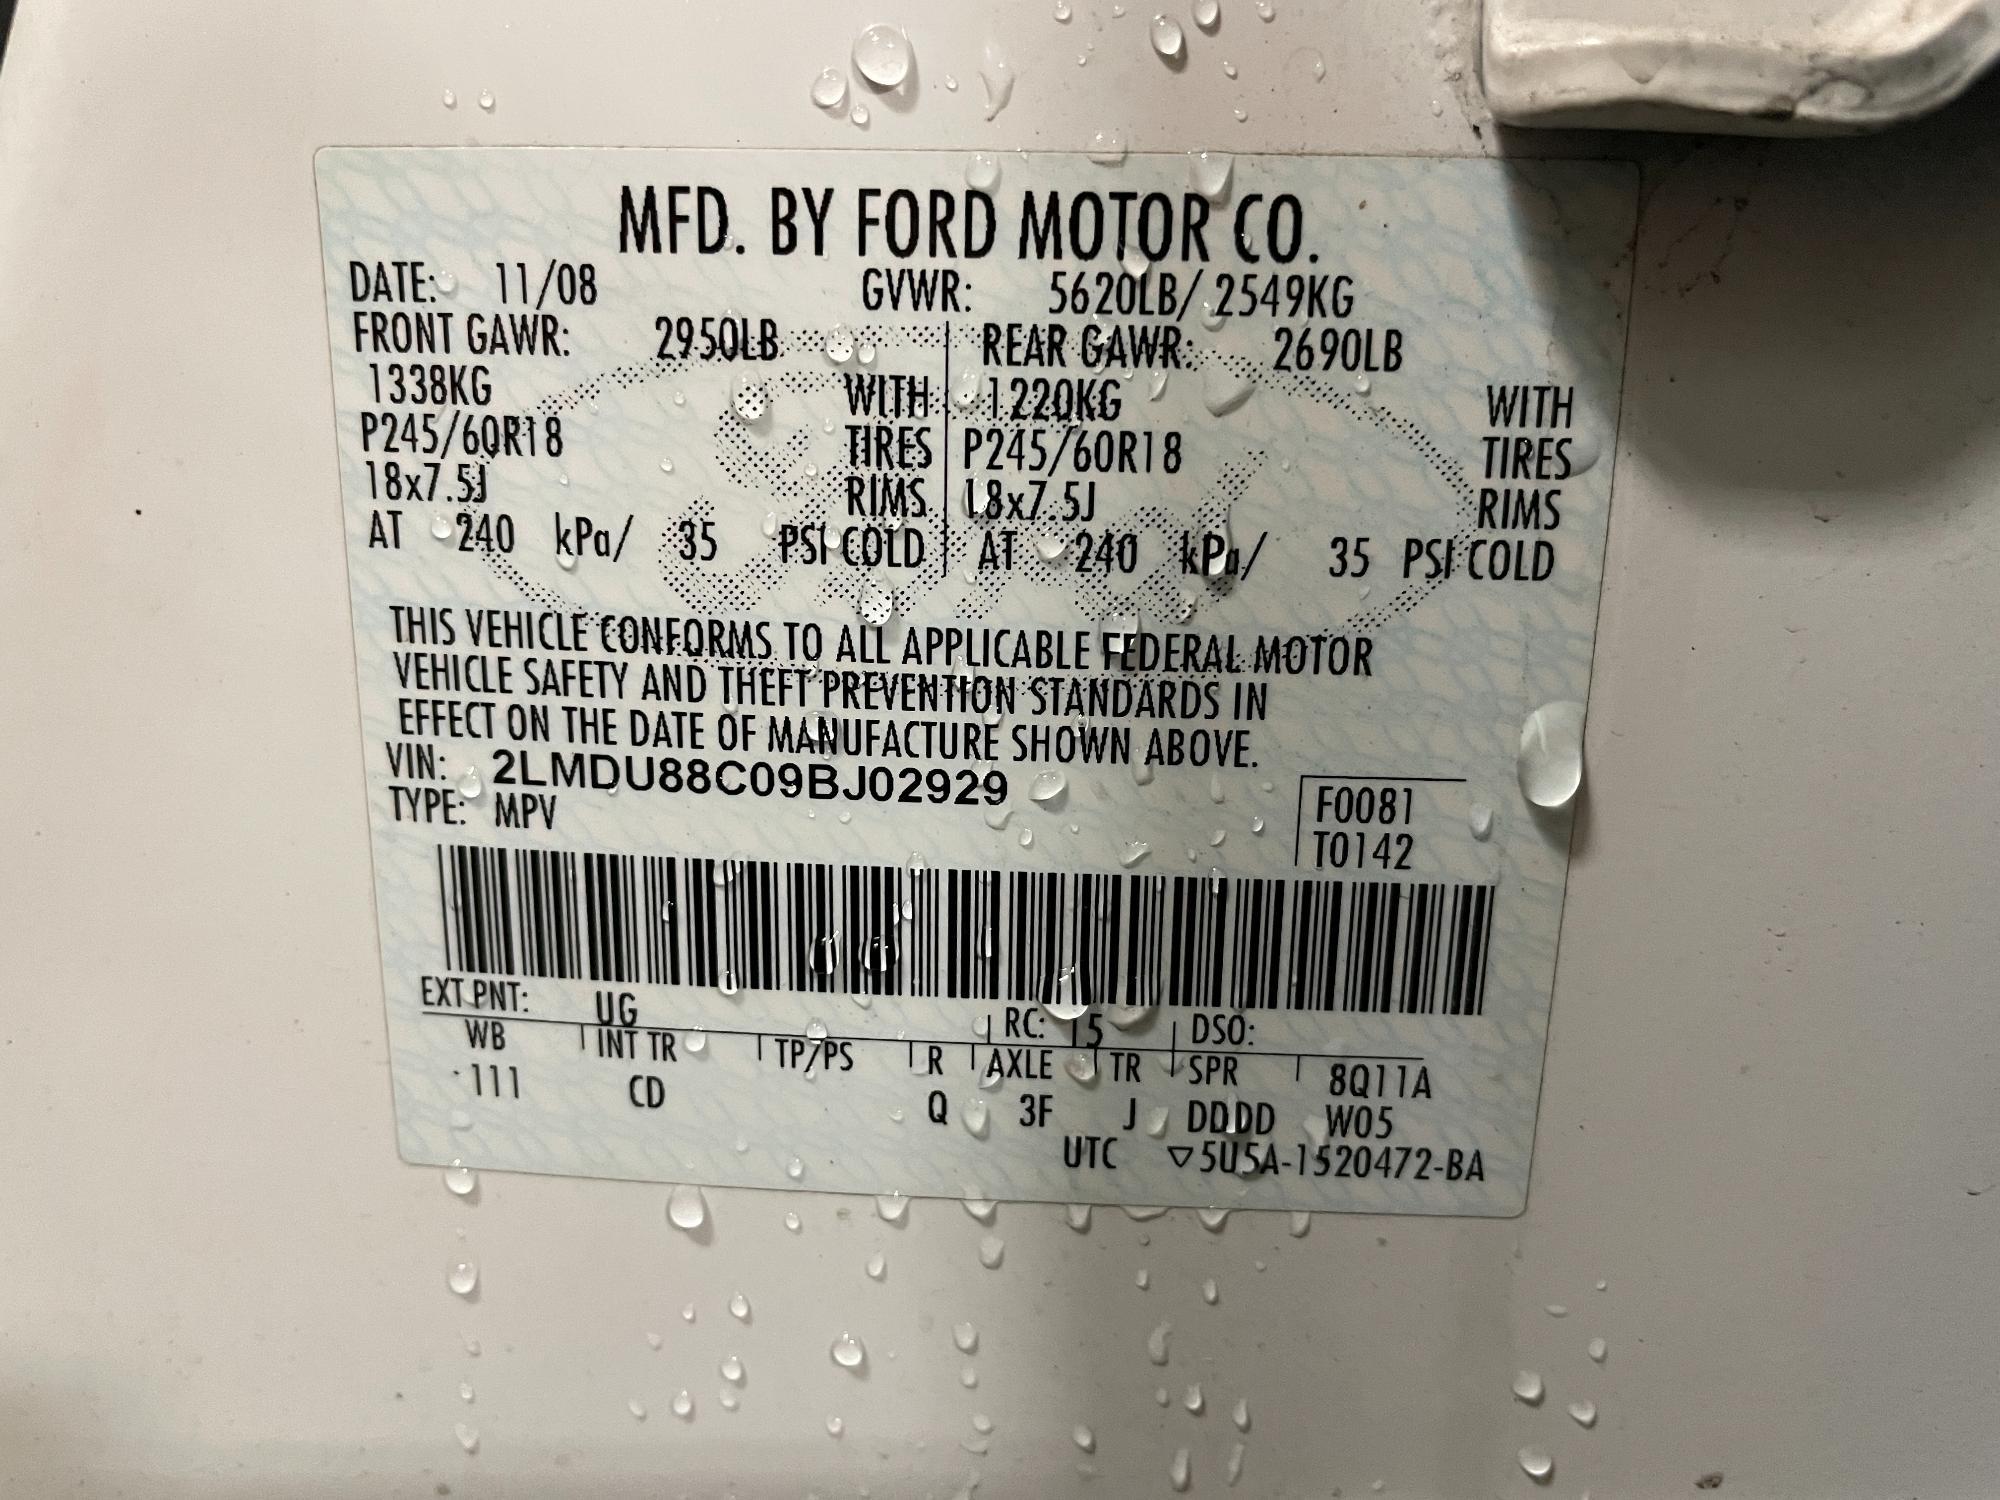 MFD. BY FORD MOTOR CO.
DATE: 11/08 GVWR: 5620LB/ 2549KG
FRONT GAWR: 2950LB REAR GAWR: 2690LB
1338KG WITH 1220KG WITH
P245/60R18 TIRES P245/60R18 TIRES
18x7.5J RIMS 18x7.5J RIMS
AT 240 kPa/ 35 PSI COLD AT 240 kPa/ 35 PSI COLD
THIS VEHICLE CONFORMS TO ALL APPLICABLE FEDERAL MOTOR
VEHICLE SAFETY AND THEFT PREVENTION STANDARDS IN
EFFECT ON THE DATE OF MANUFACTURE SHOWN ABOVE.
VIN: 2LMDU88C09BJ02929
TYPE: MPV
F0081
T0142
EXT PNT: UG RC: 15 DSO:
WB INT TR TP/PS R AXLE TR SPR 8Q11A
111 CD Q 3F J DDDD W05
UTC ▽5U5A-1520472-BA